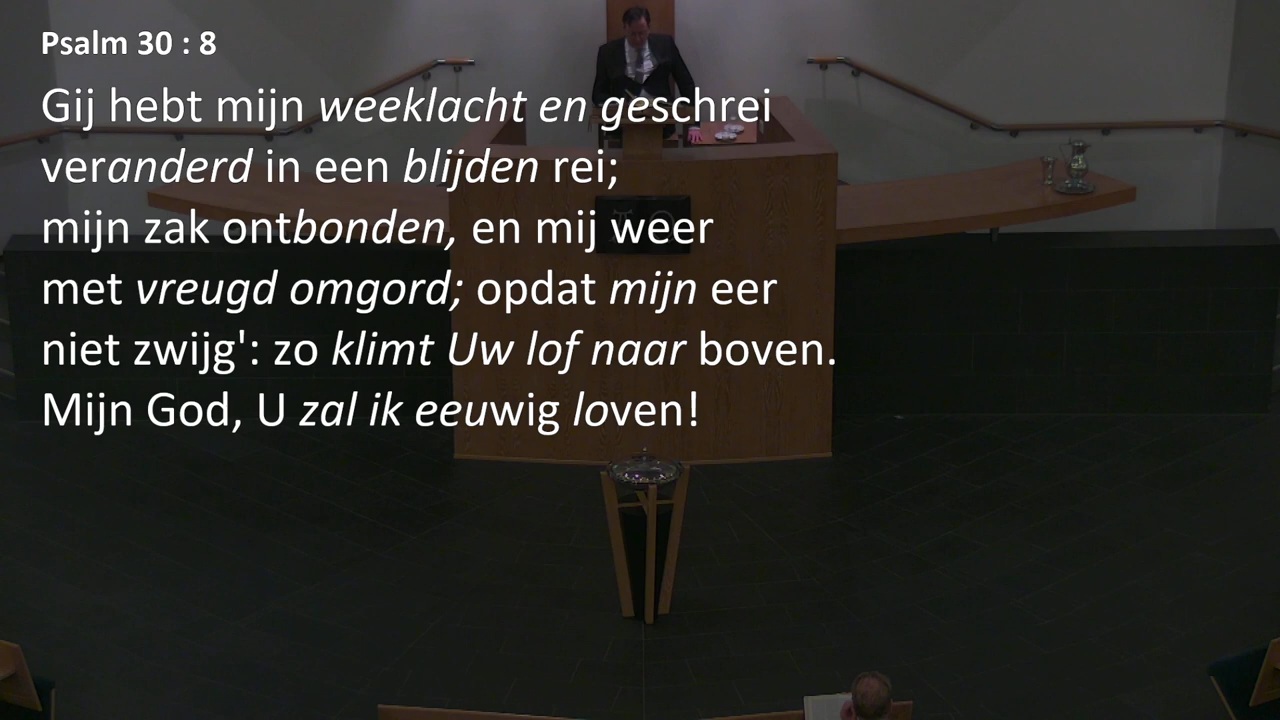 Psalm 30 : 8
Gij hebt mijn weeklacht en geschrei
veranderd in een blijden rei;
mijn zak ontbonden, en mij weer
met vreugd omgord; opdat mijn eer
niet zwijg': zo klimt Uw lof naar boven.
Mijn God, U zal ik eeuwig loven!